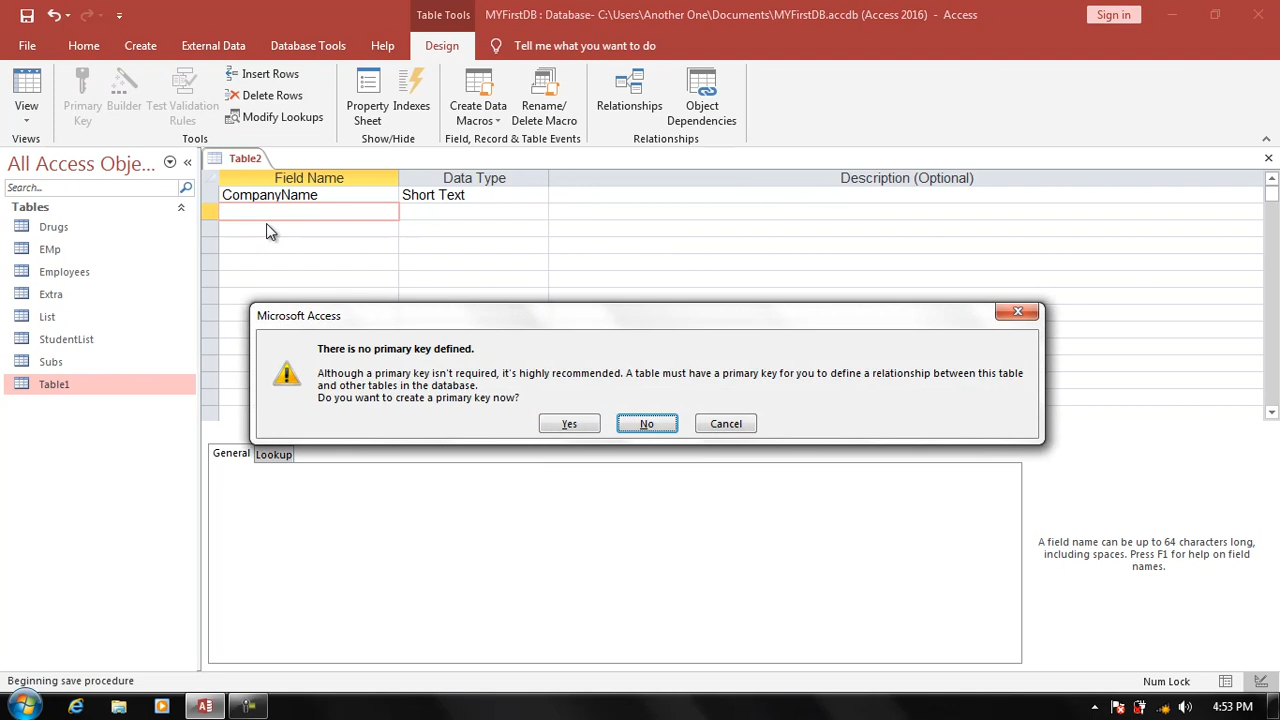 Table Tools
MYFirstDB : Database- C:\Users\Another One\Documents\MYFirstDB.accdb (Access 2016) - Access
Sign in
File Home Create External Data Database Tools Help Design Tell me what you want to do
View
Primary Key
Builder
Test Validation Rules
Insert Rows
Delete Rows
Modify Lookups
Property Sheet
Indexes
Create Data Macros
Rename/ Delete Macro
Relationships
Object Dependencies
Views Tools Show/Hide Field, Record & Table Events Relationships
All Access Obje...
Search...
Tables
Drugs
EMp
Employees
Extra
List
StudentList
Subs
Table1
Table2
Field Name Data Type Description (Optional)
CompanyName Short Text
Microsoft Access
There is no primary key defined.
Although a primary key isn't required, it's highly recommended. A table must have a primary key for you to define a relationship between this table
and other tables in the database.
Do you want to create a primary key now?
Yes No Cancel
General Lookup
A field name can be up to 64 characters long,
including spaces. Press F1 for help on field
names.
Beginning save procedure
Num Lock
4:53 PM